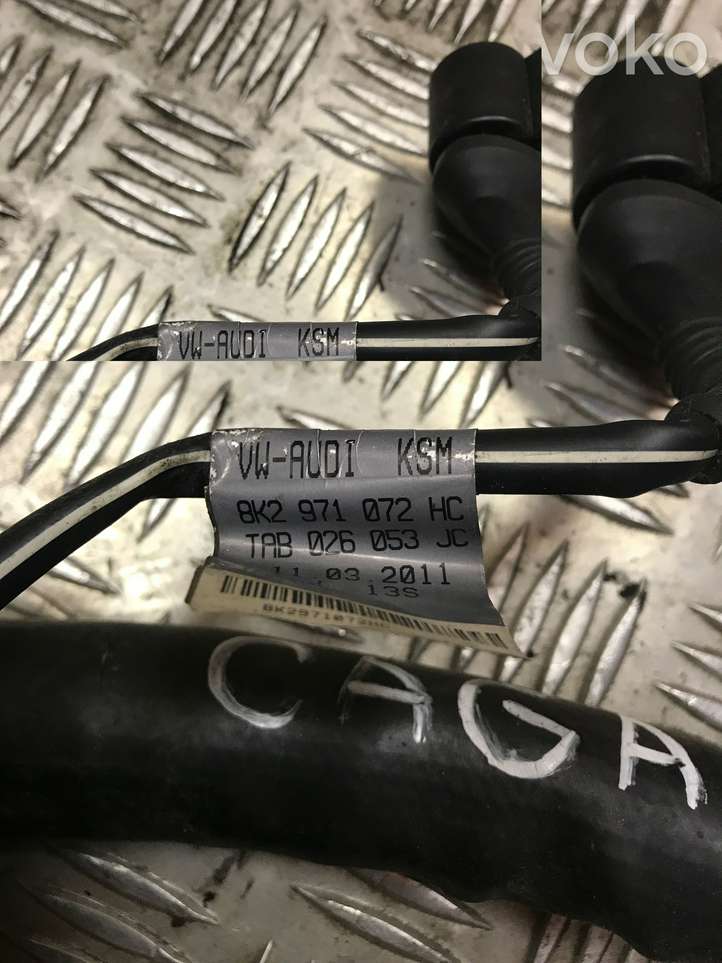 voko
VW-AUDI KSM
VW-AUDI KSM
8K2 971 072 HC
TAB 026 053 JC
11.03.2011
13S
8K2971072HC
CAGA